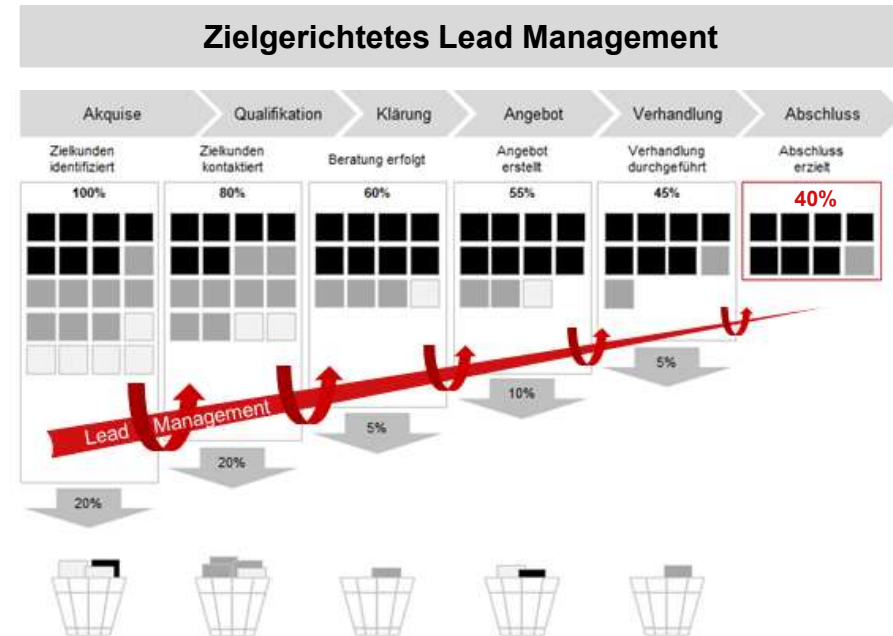 Zielgerichtetes Lead Management
Akquise
Qualifikation
Klärung
Angebot
Verhandlung
Abschluss
Zielkunden
identifiziert
Zielkunden
kontaktiert
Beratung erfolgt
Angebot
erstellt
Verhandlung
durchgeführt
Abschluss
erzielt
100%
80%
60%
55%
45%
40%
Lead Management
20%
20%
5%
10%
5%